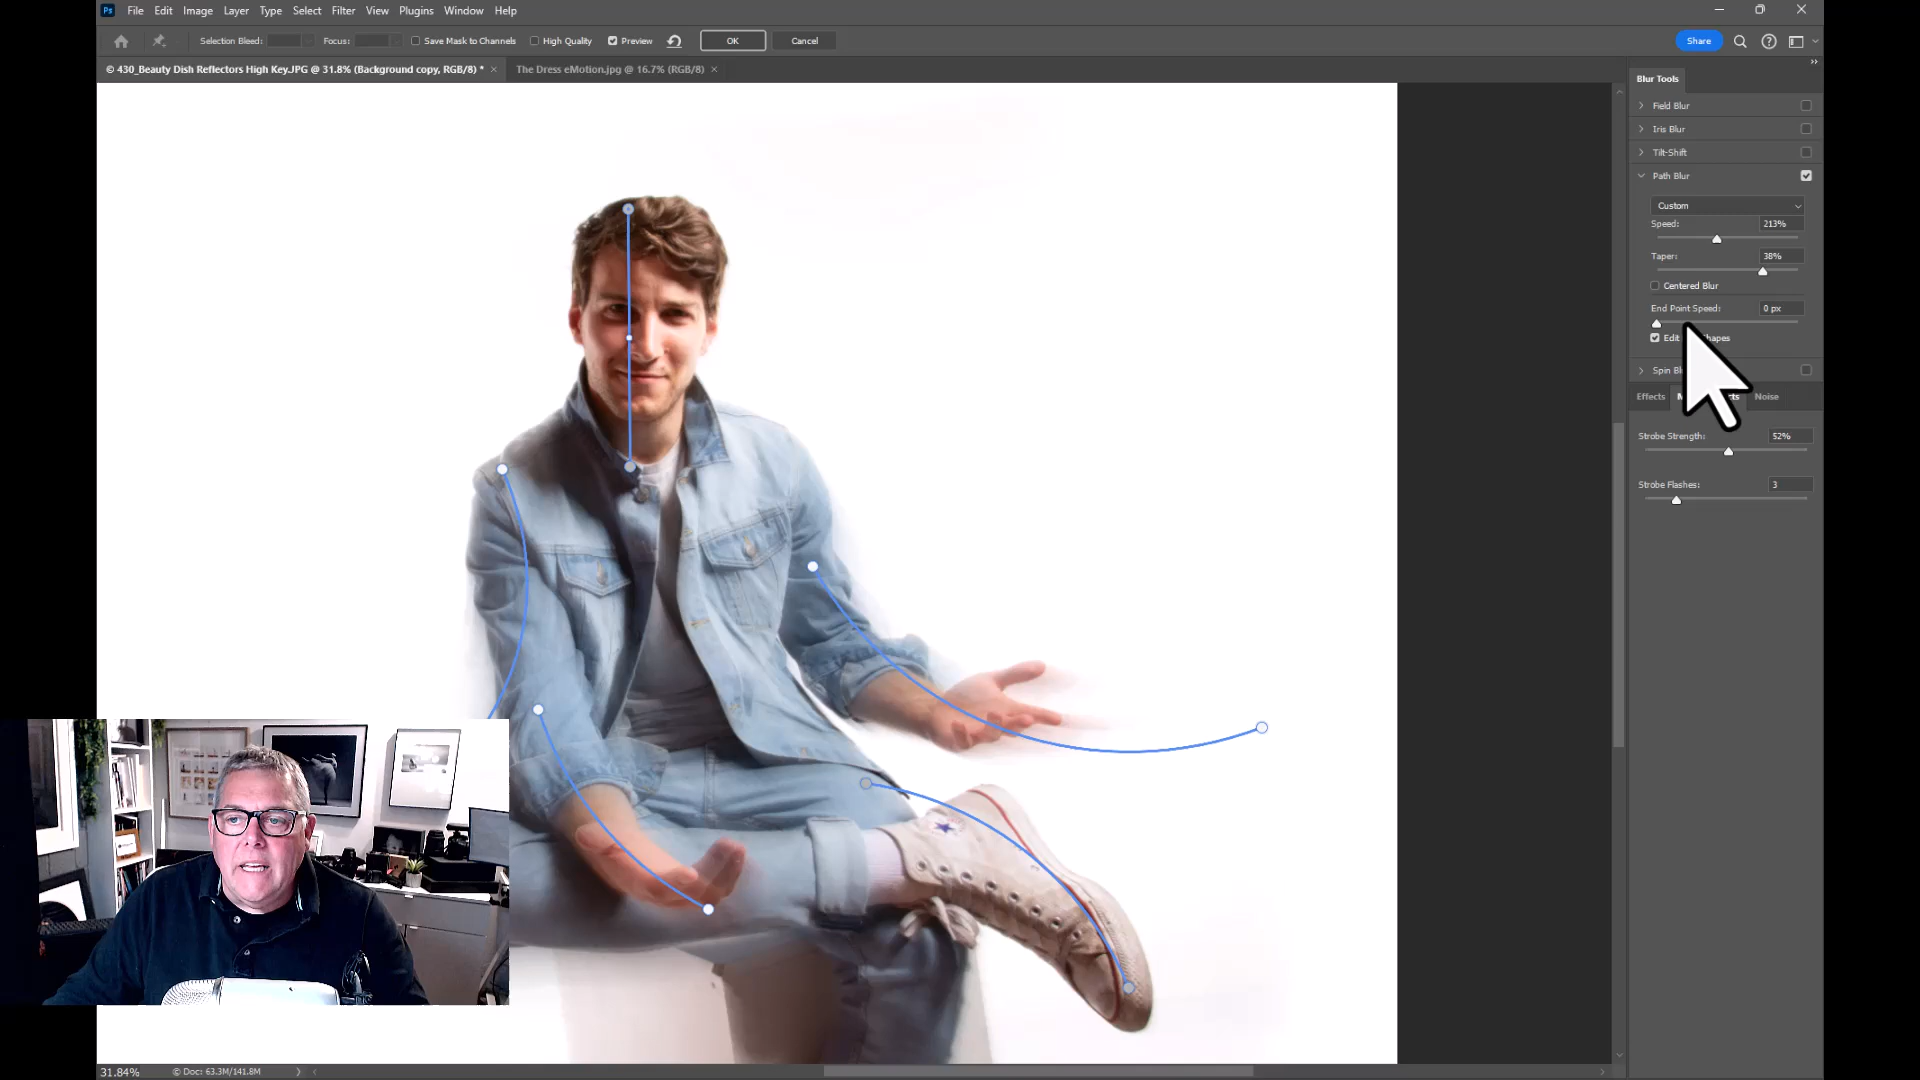 Ps File Edit Image Layer Type Select Filter View Plugins Window Help
Selection Bleed: Focus: Save Mask to Channels High Quality Preview OK Cancel Share
© 430_Beauty Dish Reflectors High Key.JPG @ 31.8% (Background copy, RGB/8) * × The Dress eMotion.jpg @ 16.7% (RGB/8) ×
Blur Tools
Field Blur
Iris Blur
Tilt-Shift
Path Blur
Custom
Speed: 213%
Taper: 38%
Centered Blur
End Point Speed: 0 px
Edit
Spin
Effects Noise
Strobe Strength: 52%
Strobe Flashes: 3
31.84% © Doc: 63.3M/141.8M